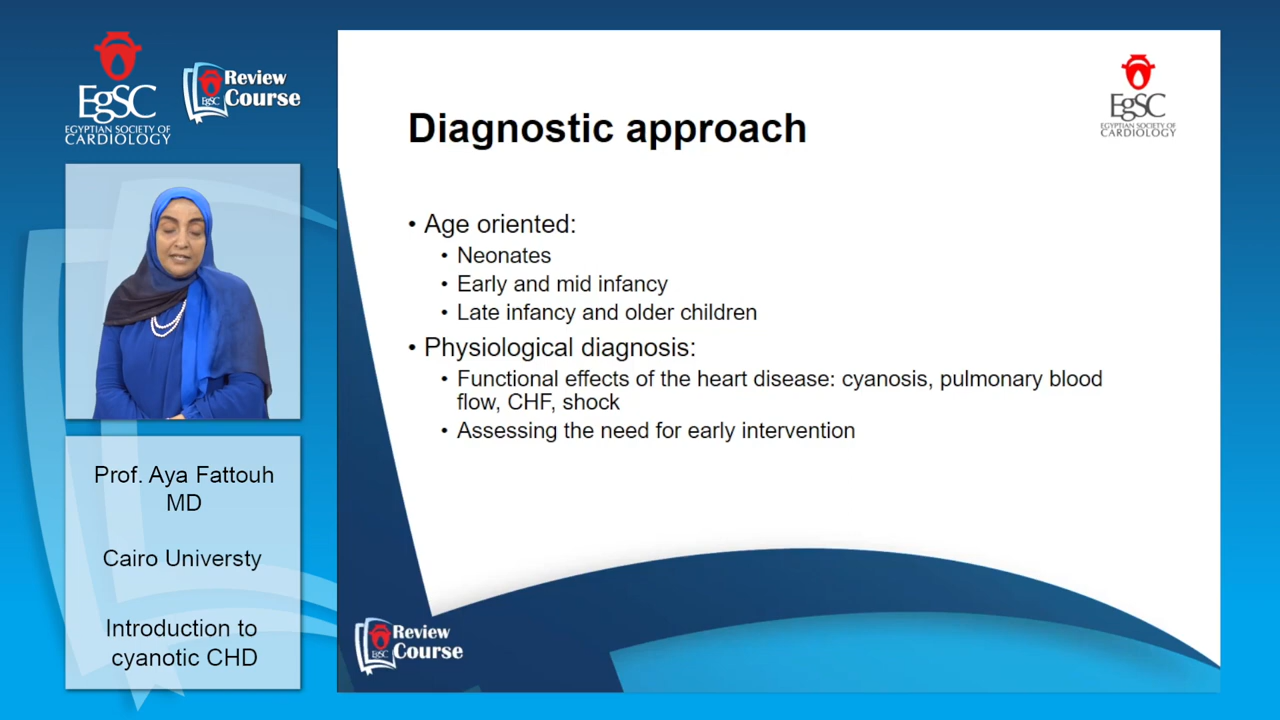 EgSC
EGYPTIAN SOCIETY OF
CARDIOLOGY
Review
EgSC
Course
Prof. Aya Fattouh
MD
Cairo Universty
Introduction to
cyanotic CHD
EgSC
EGYPTIAN SOCIETY OF
CARDIOLOGY
Diagnostic approach
• Age oriented:
• Neonates
• Early and mid infancy
• Late infancy and older children
• Physiological diagnosis:
• Functional effects of the heart disease: cyanosis, pulmonary blood
flow, CHF, shock
• Assessing the need for early intervention
Review
EgSC
Course